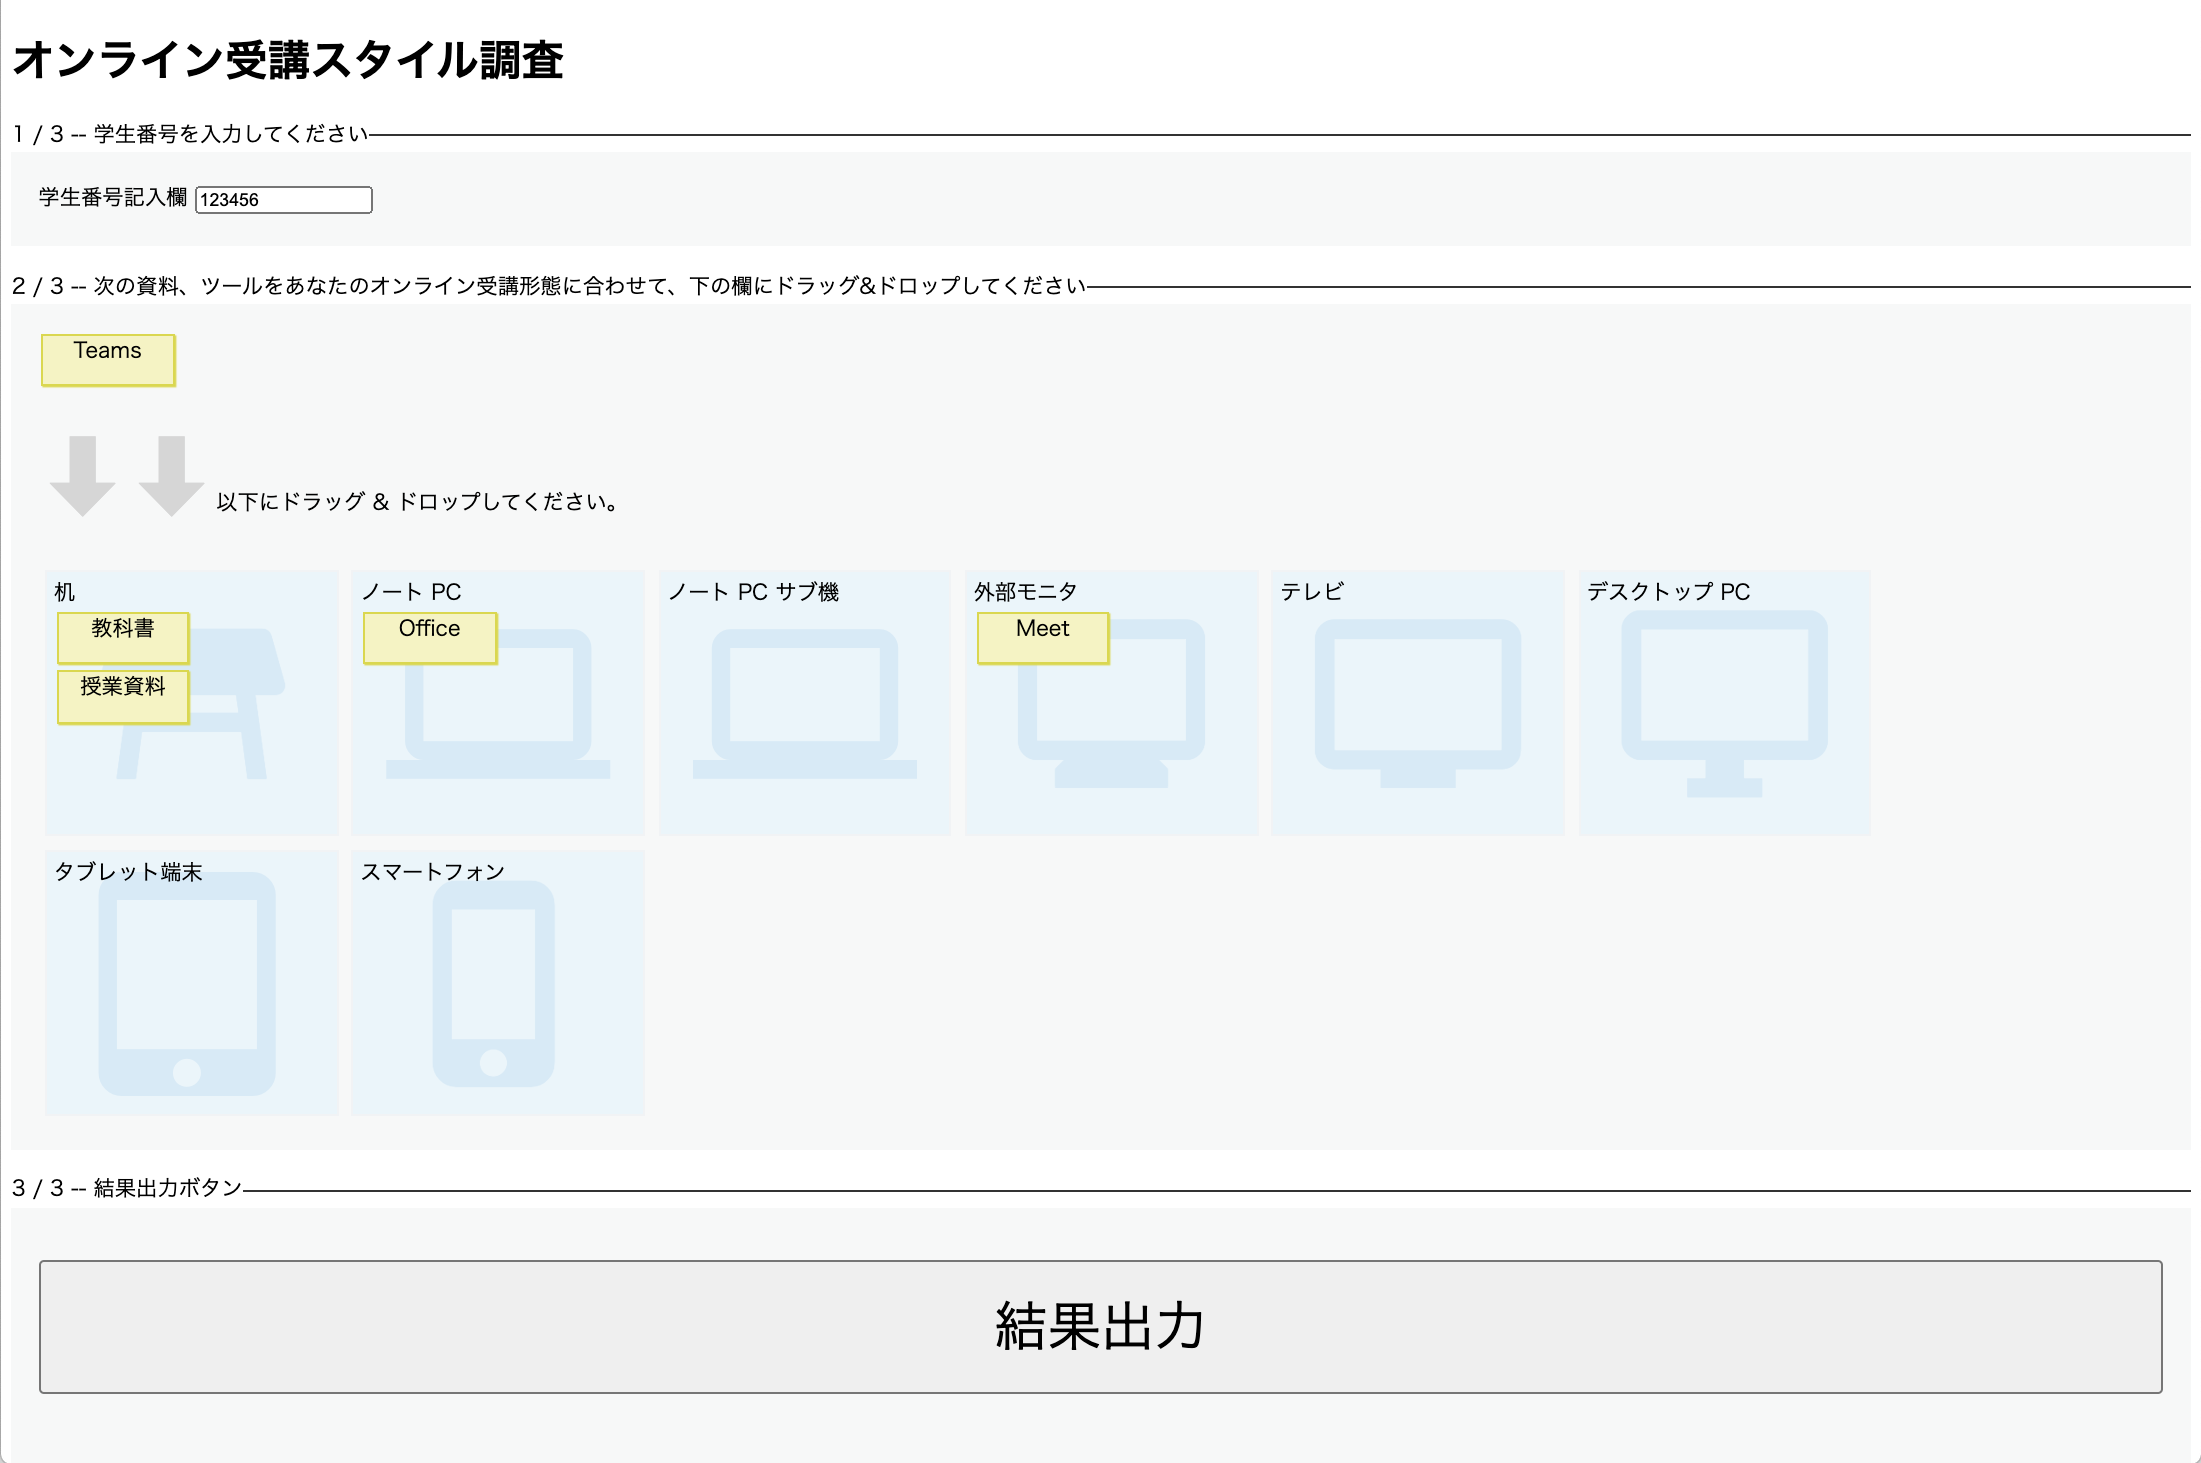 オンライン受講スタイル調査
1 / 3 -- 学生番号を入力してください
学生番号記入欄 123456
2 / 3 -- 次の資料、ツールをあなたのオンライン受講形態に合わせて、下の欄にドラッグ&ドロップしてください
Teams
以下にドラッグ & ドロップしてください。
机
教科書
授業資料
ノート PC
Office
ノート PC サブ機
外部モニタ
Meet
テレビ
デスクトップ PC
タブレット端末
スマートフォン
3 / 3 -- 結果出力ボタン
結果出力